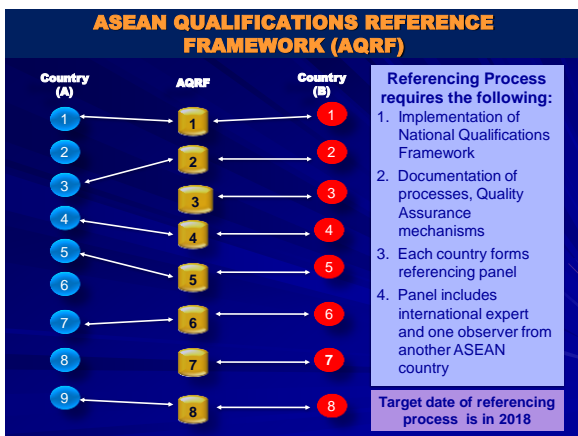 ASEAN QUALIFICATIONS REFERENCE
FRAMEWORK (AQRF)
Country
(A)
AQRF
Country
(B)
1 1 1
2 2 2
3 3 3
4 4 4
5 5 5
6 6 6
7 7 7
8
9 8 8
Referencing Process
requires the following:
1. Implementation of
National Qualifications
Framework
2. Documentation of
processes, Quality
Assurance
mechanisms
3. Each country forms
referencing panel
4. Panel includes
international expert
and one observer from
another ASEAN
country
Target date of referencing
process is in 2018